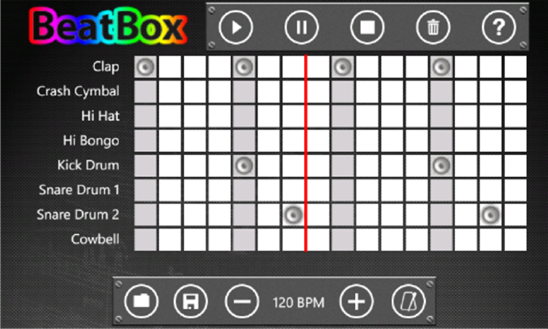 BeatBox
?
Clap
Crash Cymbal
Hi Hat
Hi Bongo
Kick Drum
Snare Drum 1
Snare Drum 2
Cowbell
120 BPM